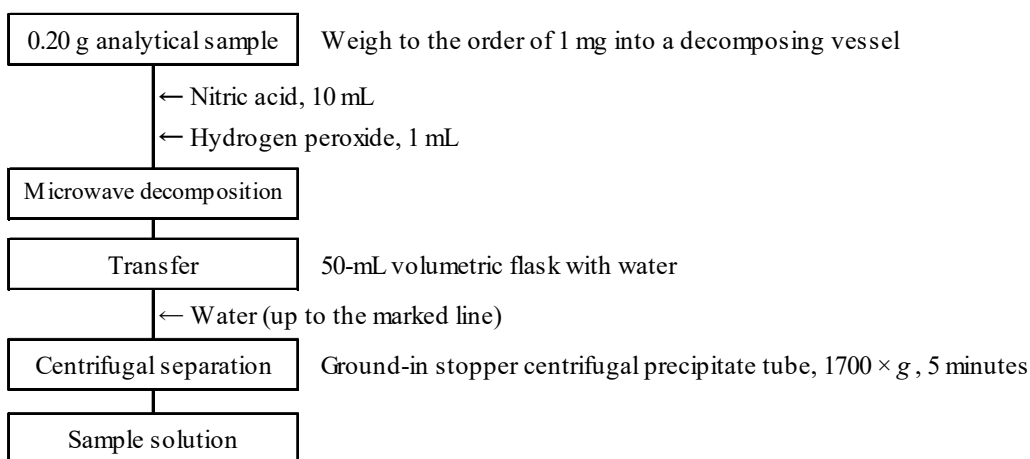 0.20 g analytical sample Weigh to the order of 1 mg into a decomposing vessel
← Nitric acid, 10 mL
← Hydrogen peroxide, 1 mL
Microwave decomposition
Transfer 50-mL volumetric flask with water
← Water (up to the marked line)
Centrifugal separation Ground-in stopper centrifugal precipitate tube, 1700 × g , 5 minutes
Sample solution